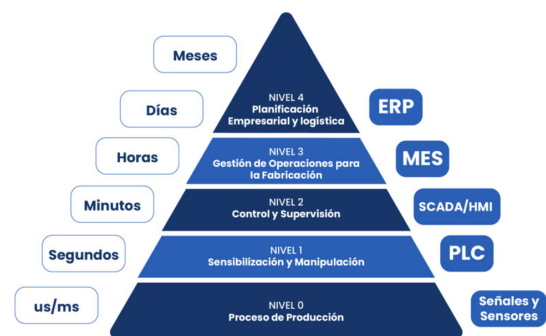 Meses
NIVEL 4
Planificación
Empresarial y logística
Días
ERP
NIVEL 3
Gestión de Operaciones para
la Fabricación
Horas
MES
NIVEL 2
Control y Supervisión
Minutos
SCADA/HMI
NIVEL 1
Sensibilización y Manipulación
Segundos
PLC
NIVEL 0
Proceso de Producción
us/ms
Señales y
Sensores